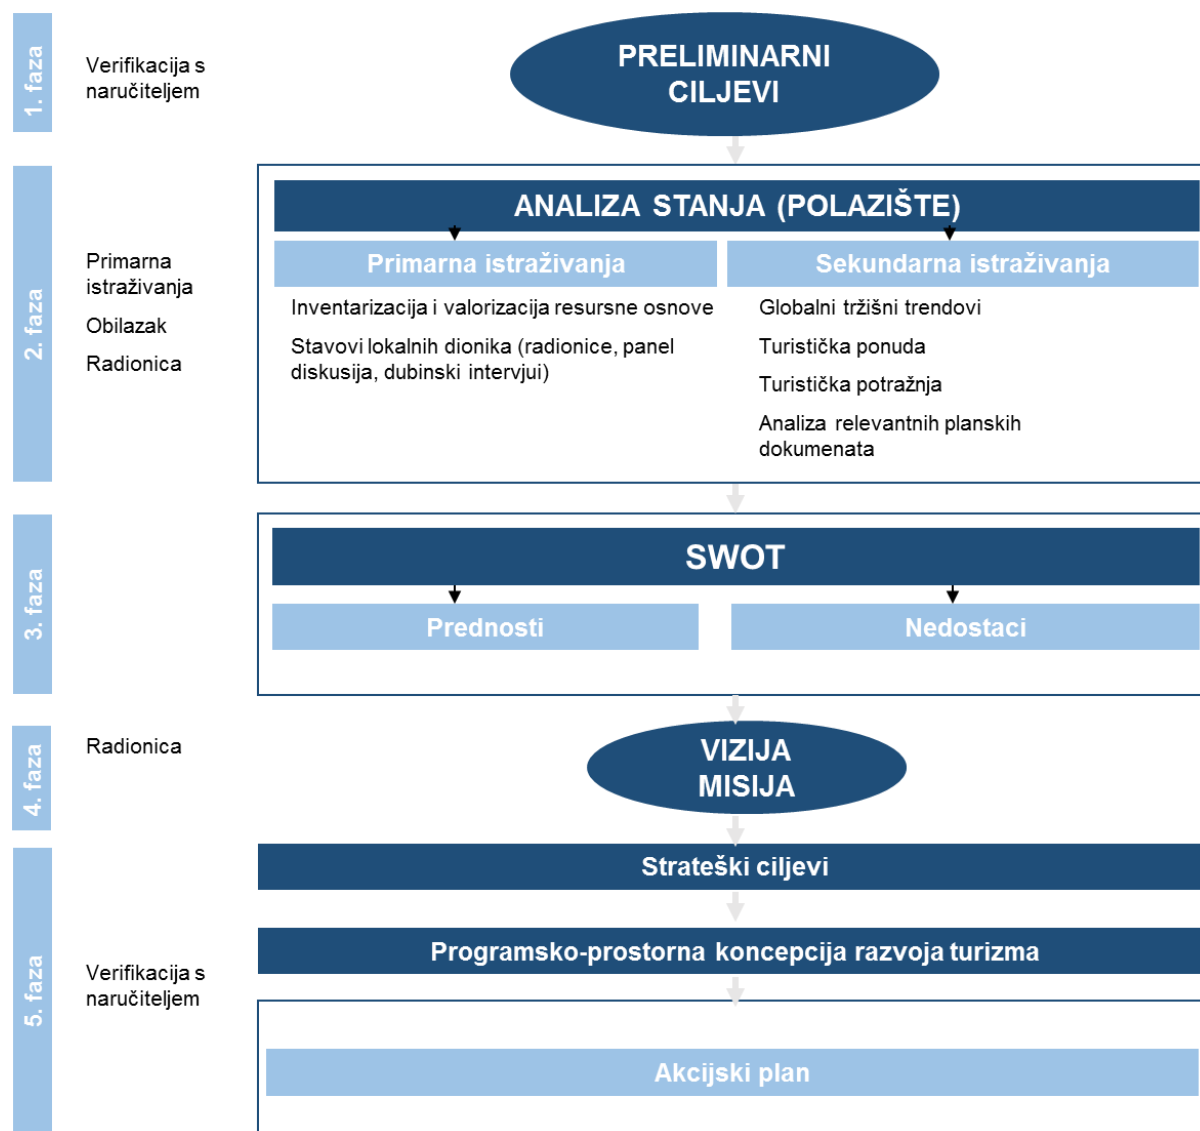 1. faza
Verifikacija s
naručiteljem
PRELIMINARNI
CILJEVI
2. faza
Primarna
istraživanja
Obilazak
Radionica
ANALIZA STANJA (POLAZIŠTE)
Primarna istraživanja
Inventarizacija i valorizacija resursne osnove
Stavovi lokalnih dionika (radionice, panel
diskusija, dubinski intervjui)
Sekundarna istraživanja
Globalni tržišni trendovi
Turistička ponuda
Turistička potražnja
Analiza relevantnih planskih
dokumenata
3. faza
SWOT
Prednosti
Nedostaci
4. faza
Radionica
VIZIJA
MISIJA
5. faza
Verifikacija s
naručiteljem
Strateški ciljevi
Programsko-prostorna koncepcija razvoja turizma
Akcijski plan